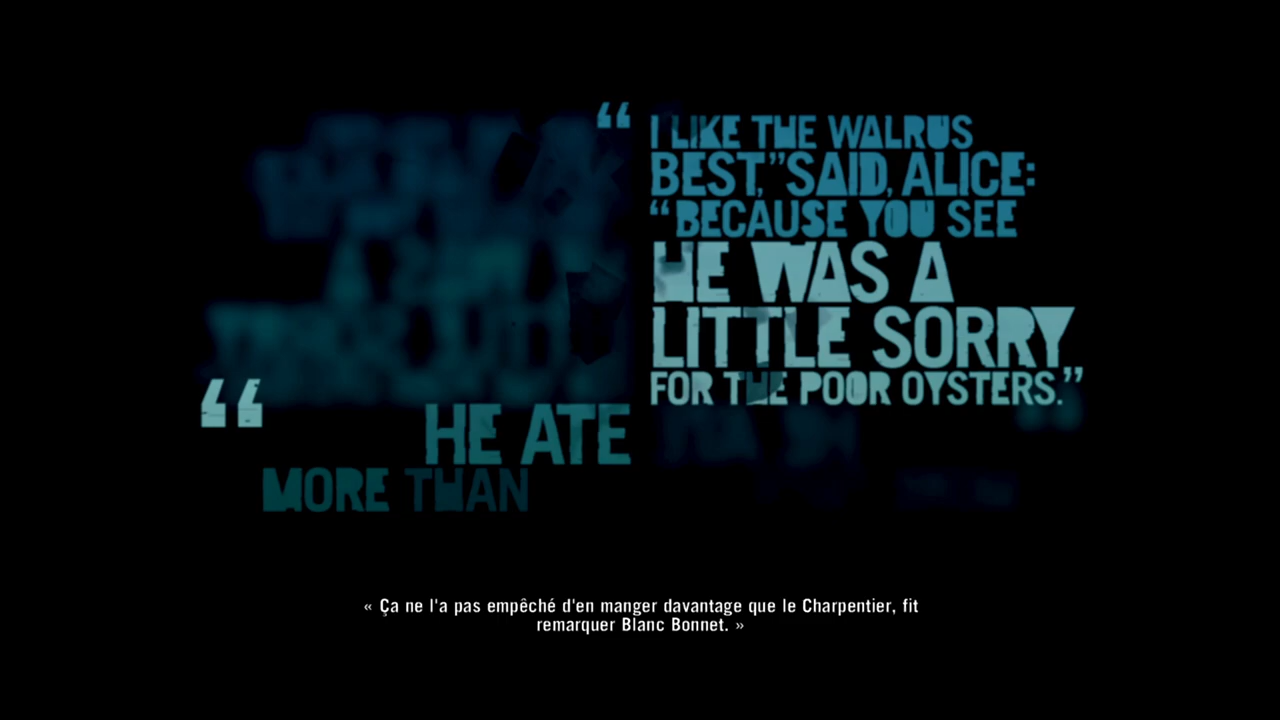 “ I LIKE THE WALRUS
BEST,” SAID, ALICE:
“ BECAUSE YOU SEE
HE WAS A
LITTLE SORRY
FOR THE POOR OYSTERS.”
“ HE ATE
MORE THAN
« Ça ne l'a pas empêché d'en manger davantage que le Charpentier, fit
remarquer Blanc Bonnet. »